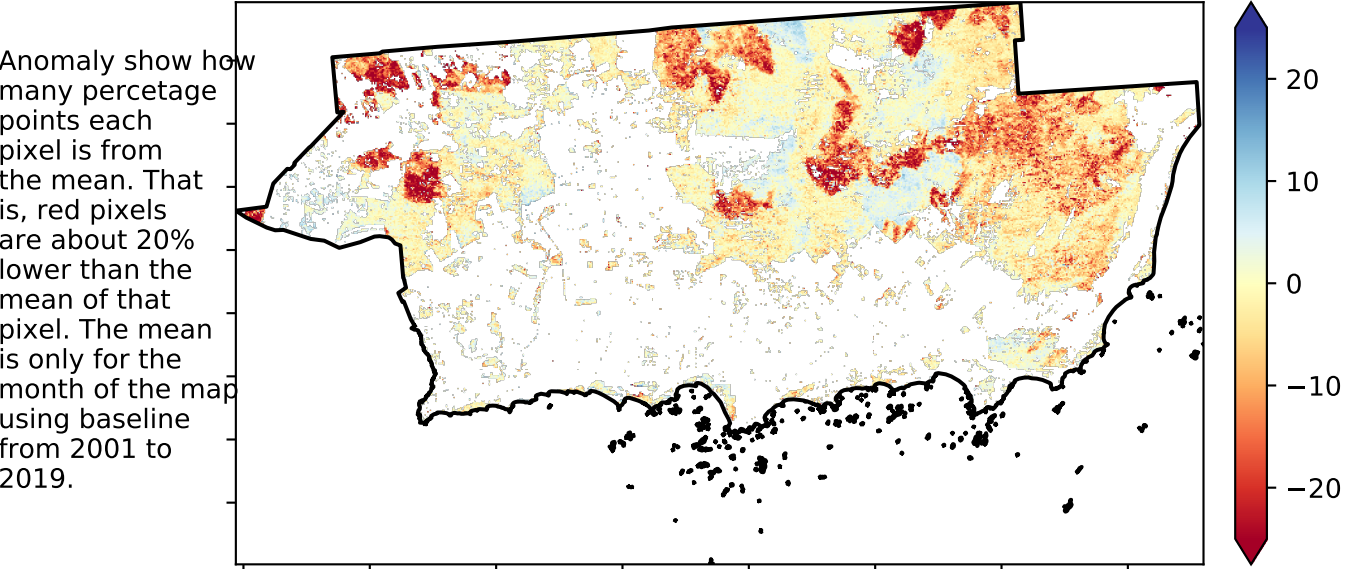 Anomaly show how
many percetage
points each
pixel is from
the mean. That
is, red pixels
are about 20%
lower than the
mean of that
pixel. The mean
is only for the
month of the map
using baseline
from 2001 to
2019.
20
10
0
−10
−20